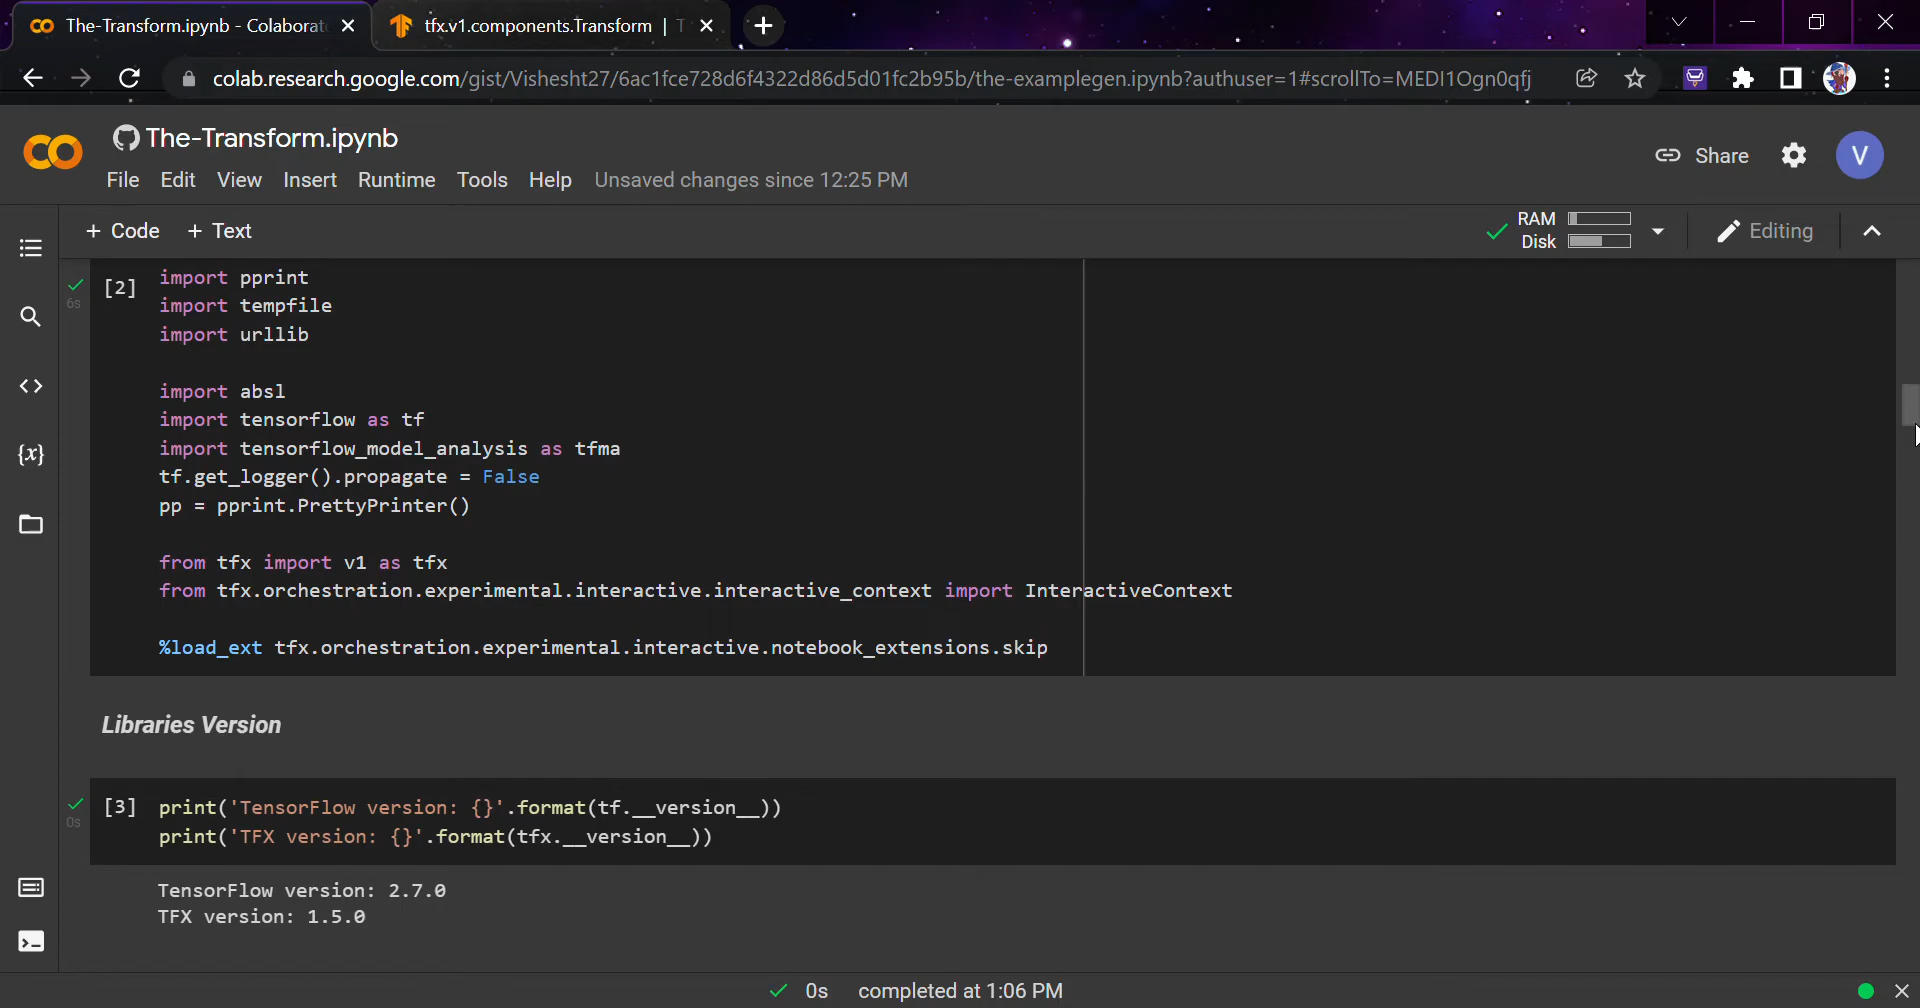 The-Transform.ipynb - Colaborat
tfx.v1.components.Transform | T
colab.research.google.com/gist/Vishesht27/6ac1fce728d6f4322d86d5d01fc2b95b/the-examplegen.ipynb?authuser=1#scrollTo=MEDI1Ogn0qfj
The-Transform.ipynb
Share
V
File Edit View Insert Runtime Tools Help Unsaved changes since 12:25 PM
+ Code + Text
RAM
Disk
Editing
[2]
6s
import pprint
import tempfile
import urllib
import absl
import tensorflow as tf
import tensorflow_model_analysis as tfma
tf.get_logger().propagate = False
pp = pprint.PrettyPrinter()
from tfx import v1 as tfx
from tfx.orchestration.experimental.interactive.interactive_context import InteractiveContext
%load_ext tfx.orchestration.experimental.interactive.notebook_extensions.skip
Libraries Version
[3]
0s
print('TensorFlow version: {}'.format(tf.__version__))
print('TFX version: {}'.format(tfx.__version__))
TensorFlow version: 2.7.0
TFX version: 1.5.0
0s completed at 1:06 PM